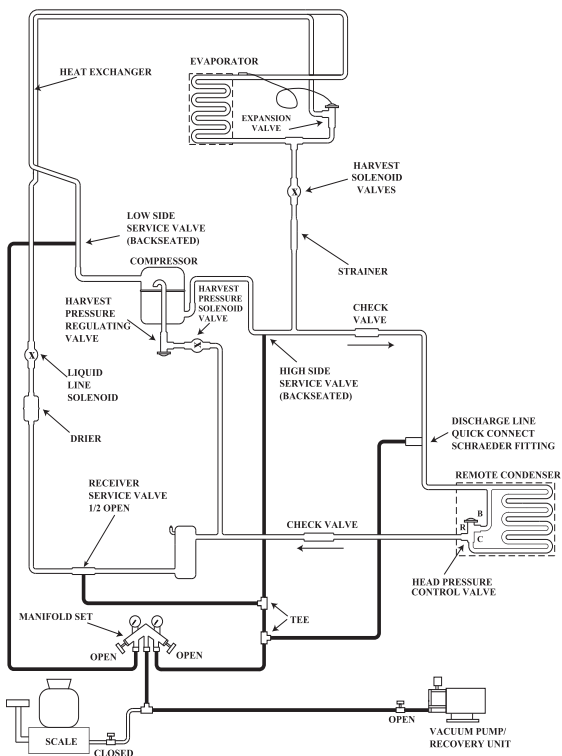 EVAPORATOR
HEAT EXCHANGER
EXPANSION
VALVE
HARVEST
SOLENOID
VALVES
LOW SIDE
SERVICE VALVE
(BACKSEATED)
COMPRESSOR
STRAINER
HARVEST
PRESSURE
SOLENOID
VALVE
HARVEST
PRESSURE
REGULATING
VALVE
CHECK
VALVE
X
X
X
LIQUID
LINE
SOLENOID
HIGH SIDE
SERVICE VALVE
(BACKSEATED)
DRIER
DISCHARGE LINE
QUICK CONNECT
SCHRAEDER FITTING
RECEIVER
SERVICE VALVE
1/2 OPEN
REMOTE CONDENSER
B
R
C
CHECK VALVE
HEAD PRESSURE
CONTROL VALVE
MANIFOLD SET
TEE
OPEN
OPEN
OPEN
SCALE
CLOSED
VACUUM PUMP/
RECOVERY UNIT